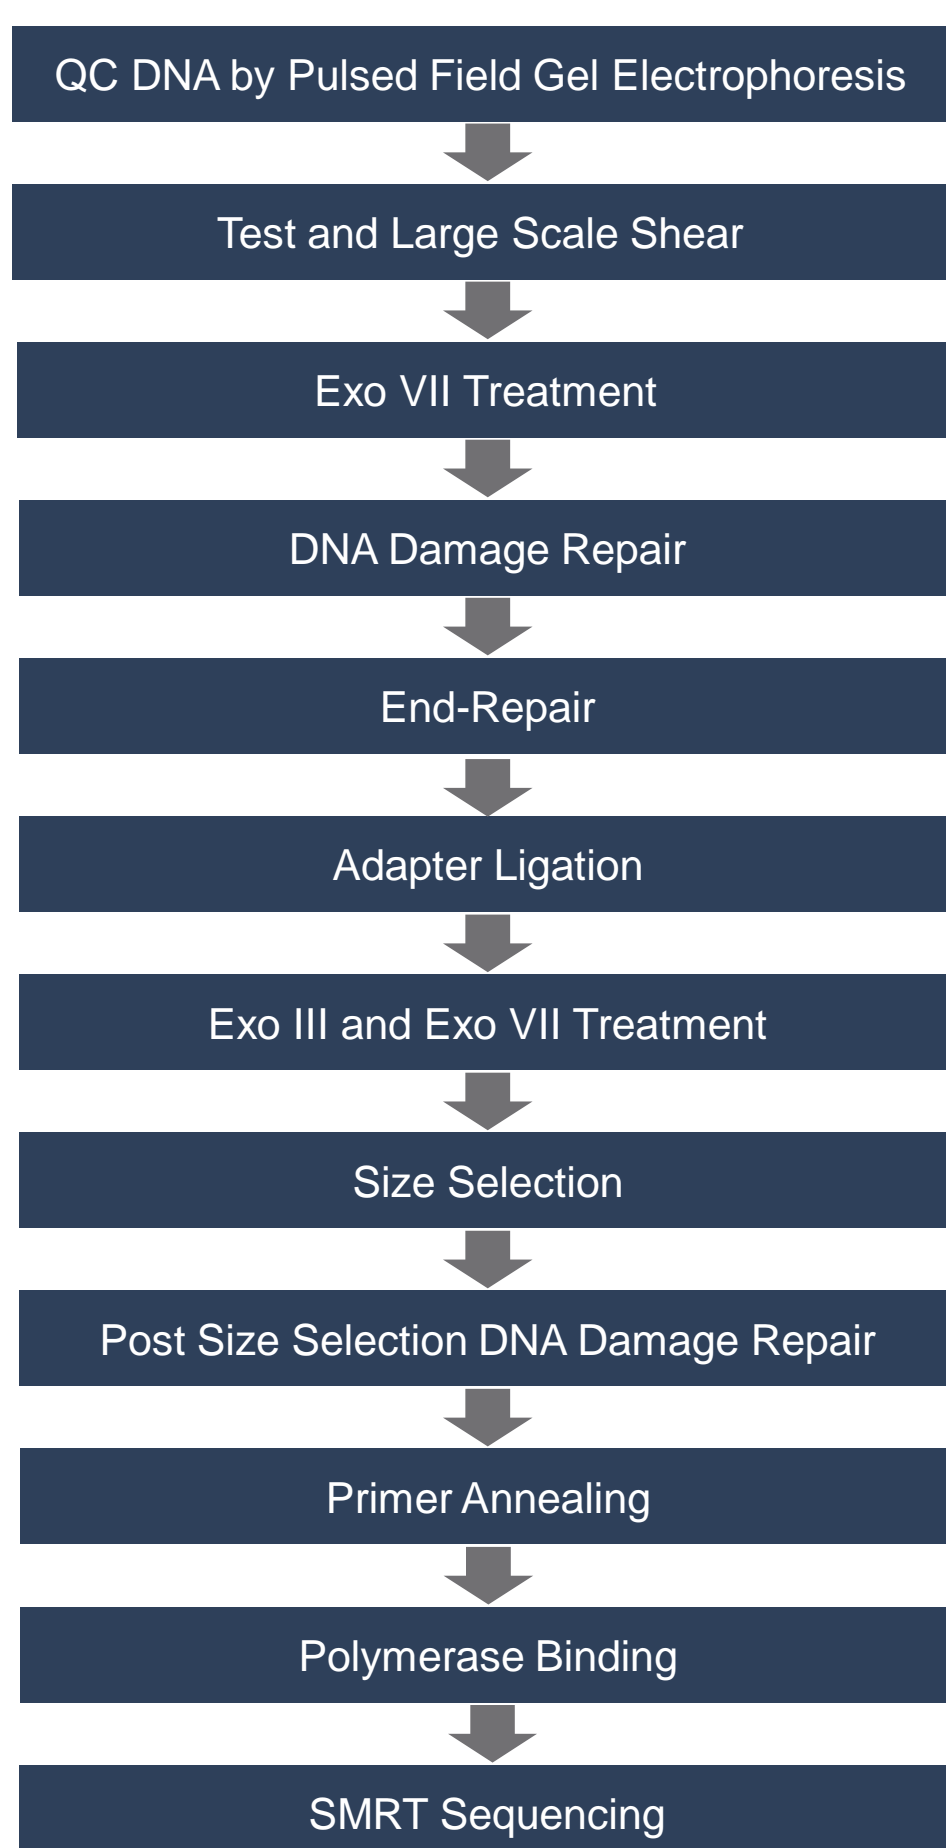 QC DNA by Pulsed Field Gel Electrophoresis
Test and Large Scale Shear
Exo VII Treatment
DNA Damage Repair
End-Repair
Adapter Ligation
Exo III and Exo VII Treatment
Size Selection
Post Size Selection DNA Damage Repair
Primer Annealing
Polymerase Binding
SMRT Sequencing